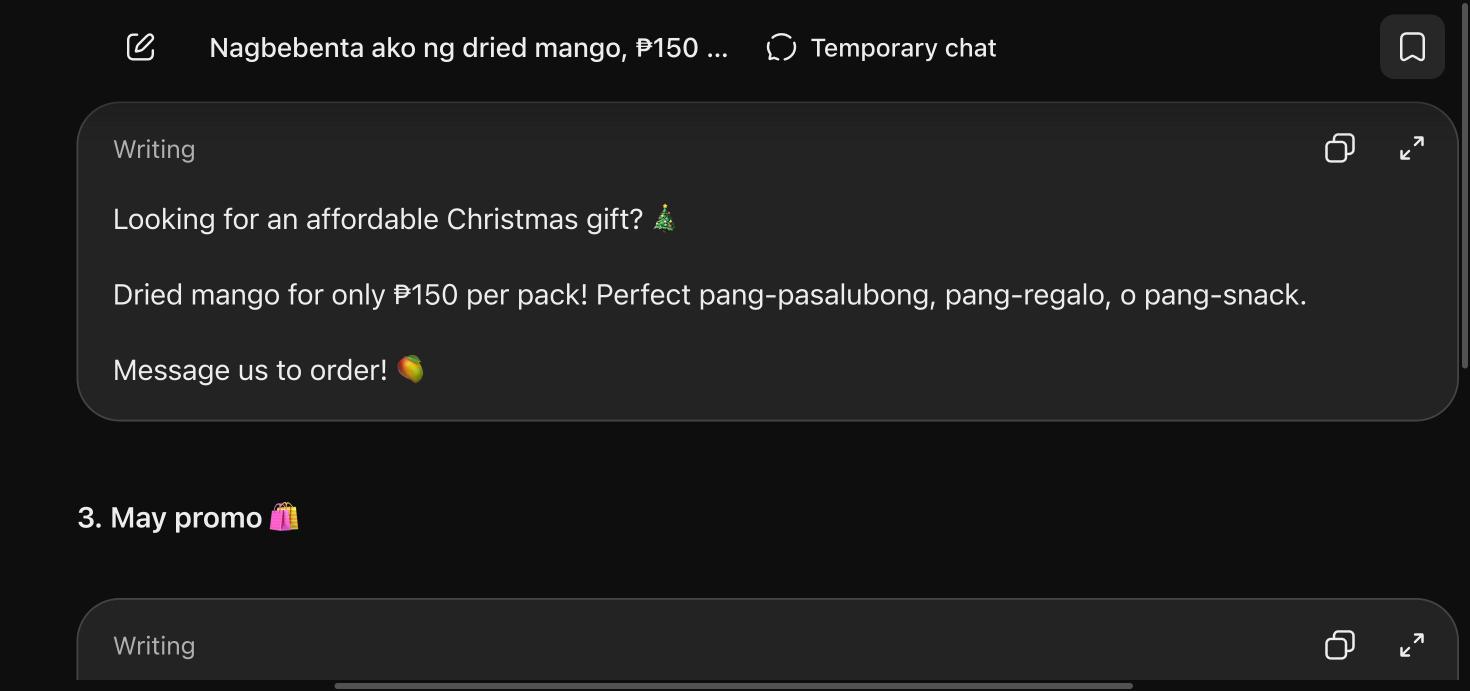 Nagbebenta ako ng dried mango, ₱150 ... Temporary chat
Writing
Looking for an affordable Christmas gift? 🎄
Dried mango for only ₱150 per pack! Perfect pang-pasalubong, pang-regalo, o pang-snack.
Message us to order! 🥭
3. May promo 🛍️
Writing